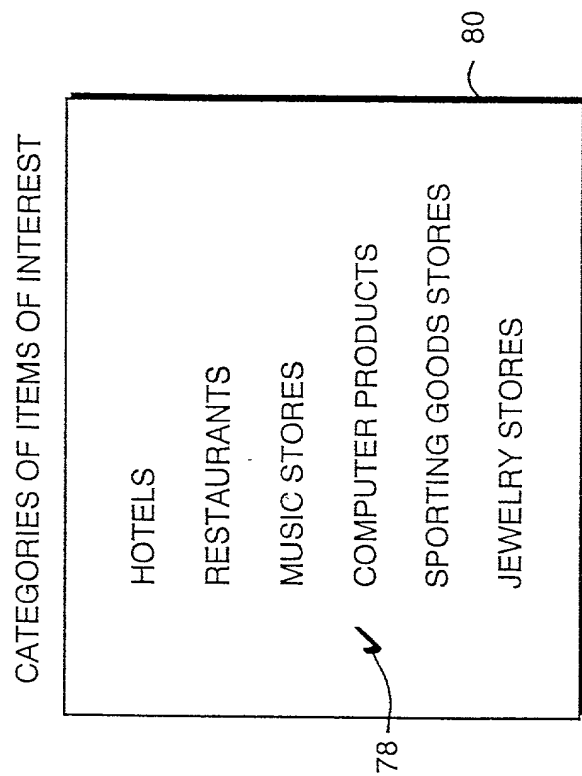 CATEGORIES OF ITEMS OF INTEREST
HOTELS
RESTAURANTS
MUSIC STORES
COMPUTER PRODUCTS
SPORTING GOODS STORES
JEWELRY STORES
78
80